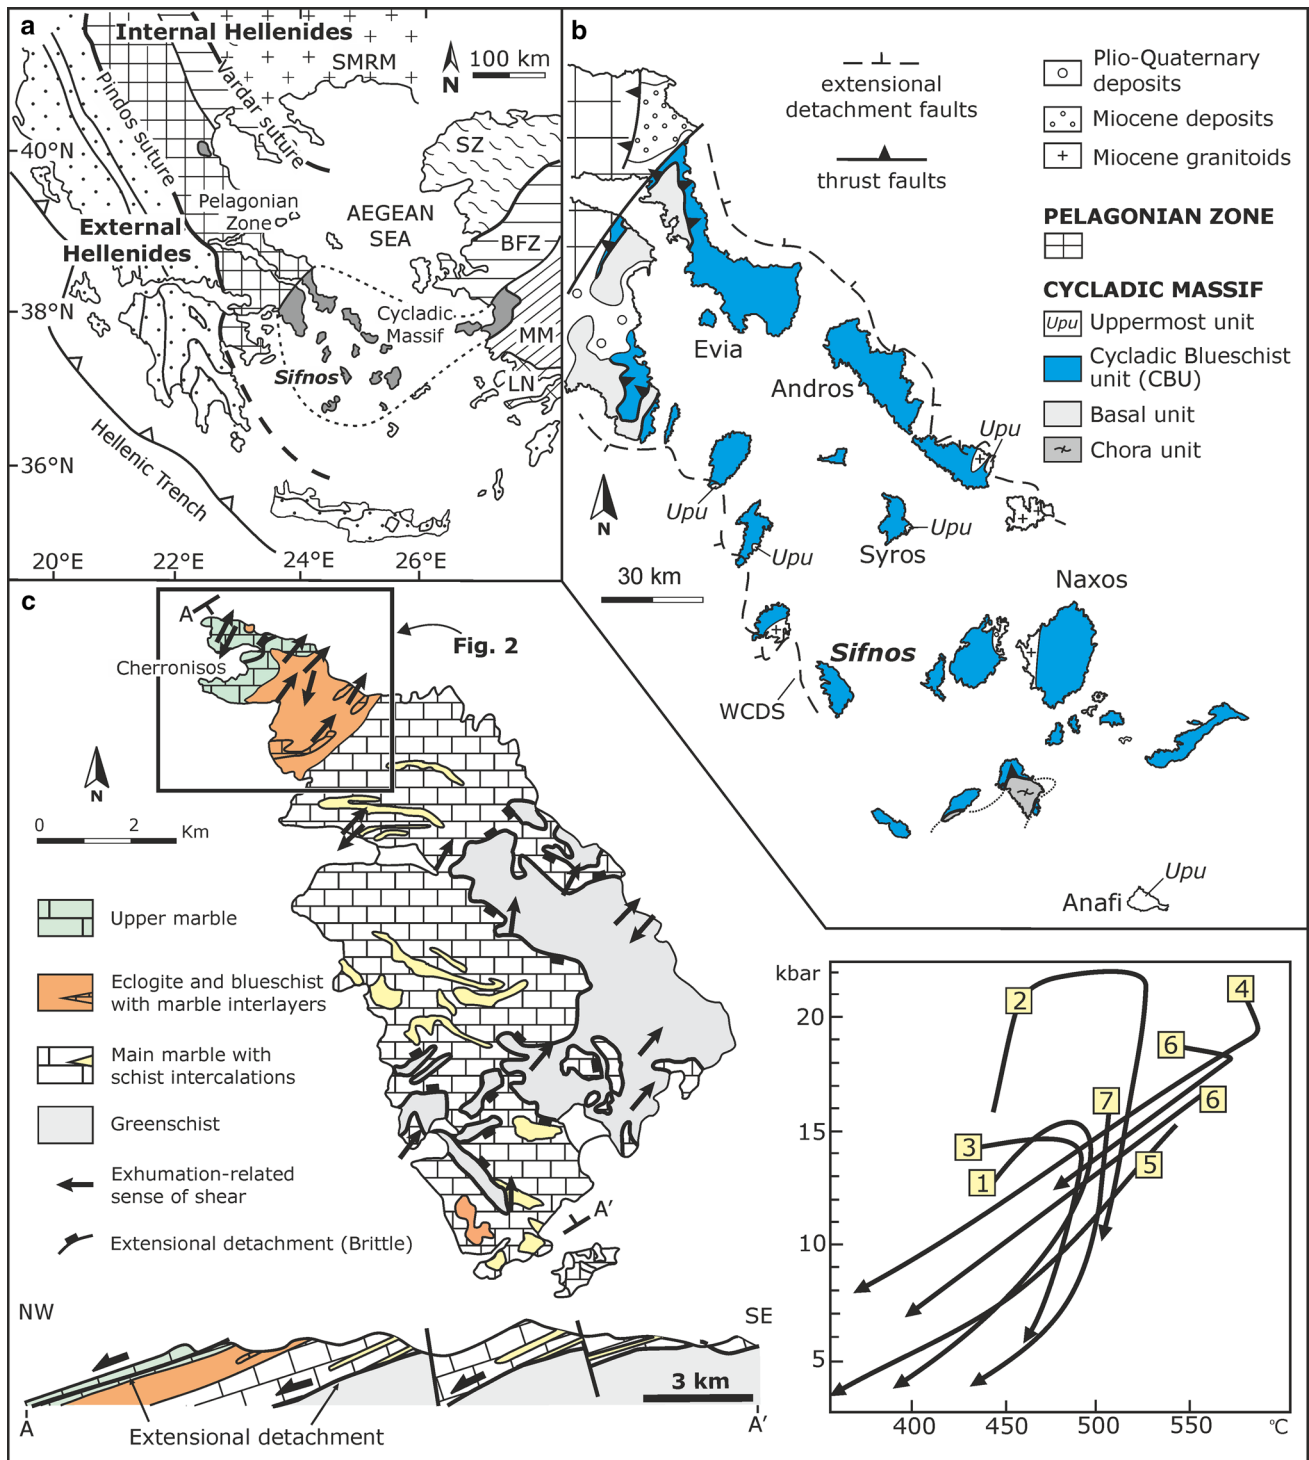 a
Internal Hellenides
SMRM
N
100 km
Pindos suture
Vardar suture
40°N
SZ
Pelagonian
Zone
AEGEAN
SEA
External
Hellenides
BFZ
38°N
Cycladic
Massif
MM
Sifnos
LN
Hellenic Trench
36°N
20°E
22°E
24°E
26°E
b
extensional
detachment faults
thrust faults
Plio-Quaternary
deposits
Miocene deposits
Miocene granitoids
PELAGONIAN ZONE
CYCLADIC MASSIF
Upu
Uppermost unit
Cycladic Blueschist
unit (CBU)
Basal unit
Chora unit
Evia
Andros
Upu
Upu
Upu
Upu
Syros
N
30 km
Naxos
Sifnos
WCDS
Upu
Anafi
c
A
Fig. 2
Cherronisos
N
0
2
Km
Upper marble
Eclogite and blueschist
with marble interlayers
Main marble with
schist intercalations
Greenschist
Exhumation-related
sense of shear
Extensional detachment (Brittle)
A'
NW
SE
3 km
A
A'
Extensional detachment
kbar
20
15
10
5
2
4
6
7
6
3
5
1
400
450
500
550
°C